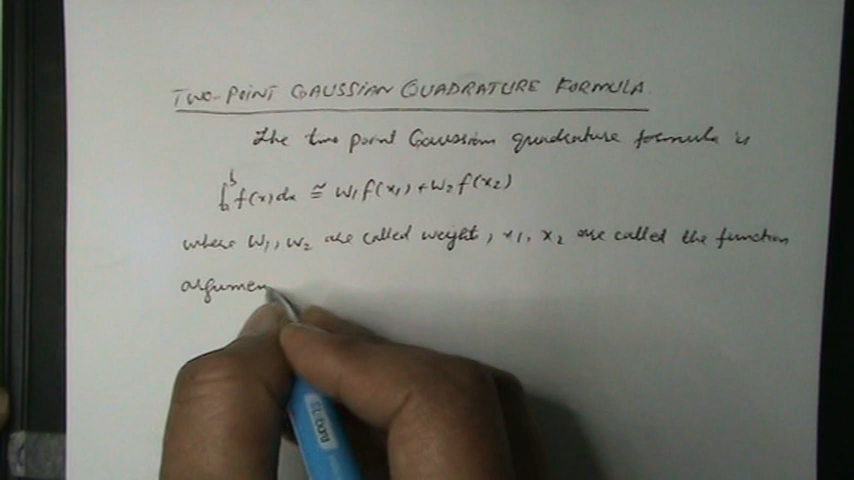 TWO-POINT GAUSSIAN QUADRATURE FORMULA.
The two point Gaussian quadrature formula is
∫_a^b f(x)dx ≅ w₁f(x₁)+w₂f(x₂)
where w₁, w₂ are called weight, x₁, x₂ are called the function
argumen